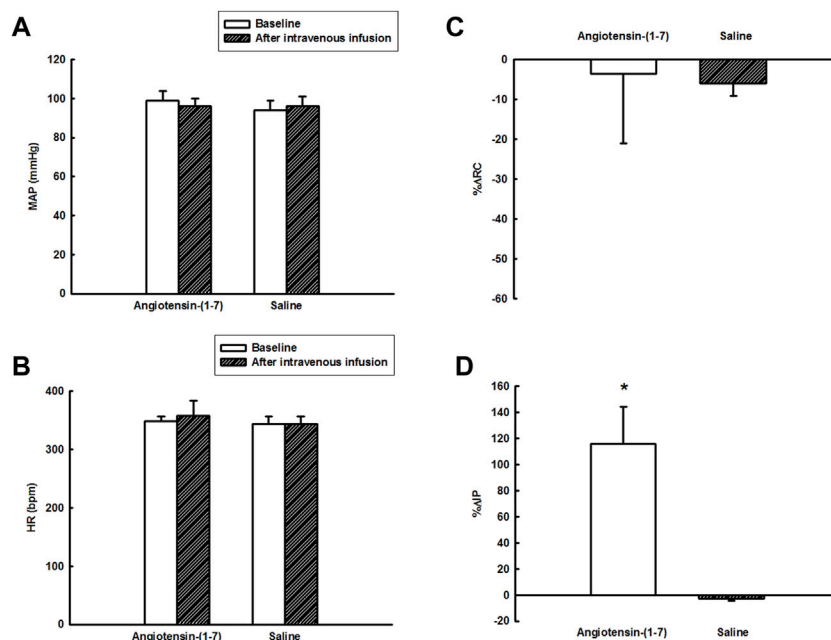 A
Baseline
After intravenous infusion
120
100
80
60
40
20
0
MAP (mmHg)
Angiotensin-(1-7)
Saline
B
Baseline
After intravenous infusion
400
300
200
100
0
HR (bpm)
Angiotensin-(1-7)
Saline
C
Angiotensin-(1-7)
Saline
0
-10
-20
-30
-40
-50
-60
%ΔRC
D
160
140
120
100
80
60
40
20
0
-20
%ΔIP
*
Angiotensin-(1-7)
Saline